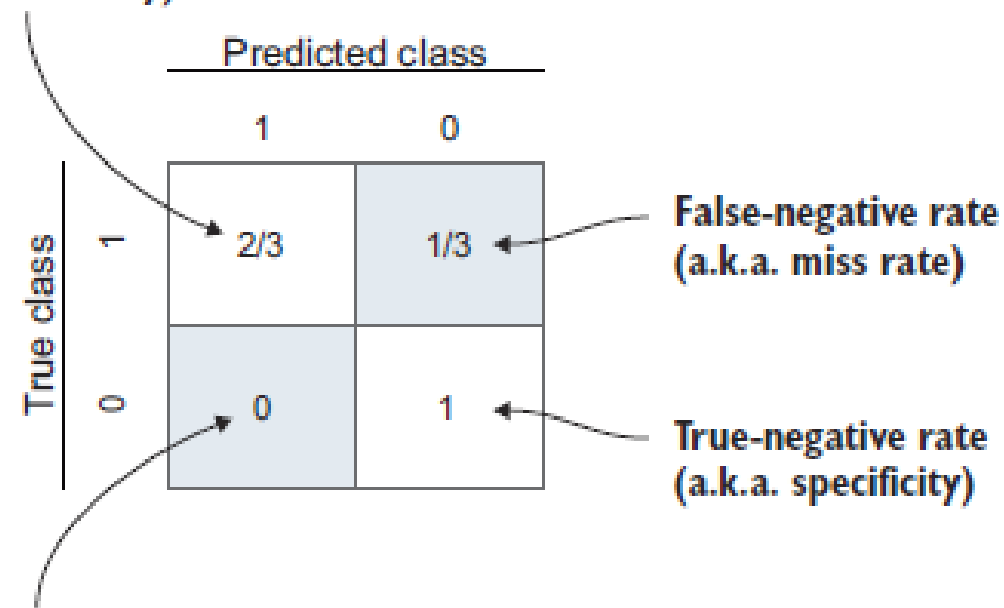 Predicted class
1 0
True class
1 2/3 1/3
False-negative rate
(a.k.a. miss rate)
0 0 1
True-negative rate
(a.k.a. specificity)